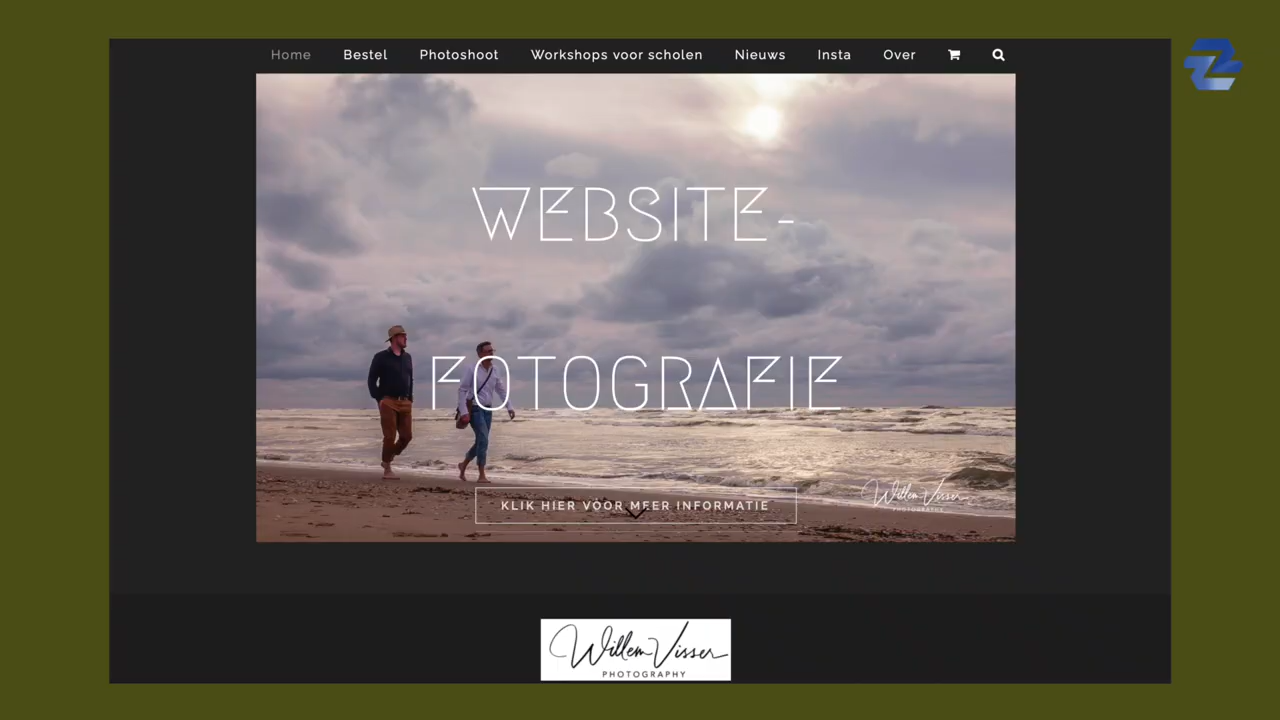 Home Bestel Photoshoot Workshops voor scholen Nieuws Insta Over
WEBSITE-
FOTOGRAFIE
KLIK HIER VOOR MEER INFORMATIE
Willem Visser
PHOTOGRAPHY
Willem Visser
PHOTOGRAPHY